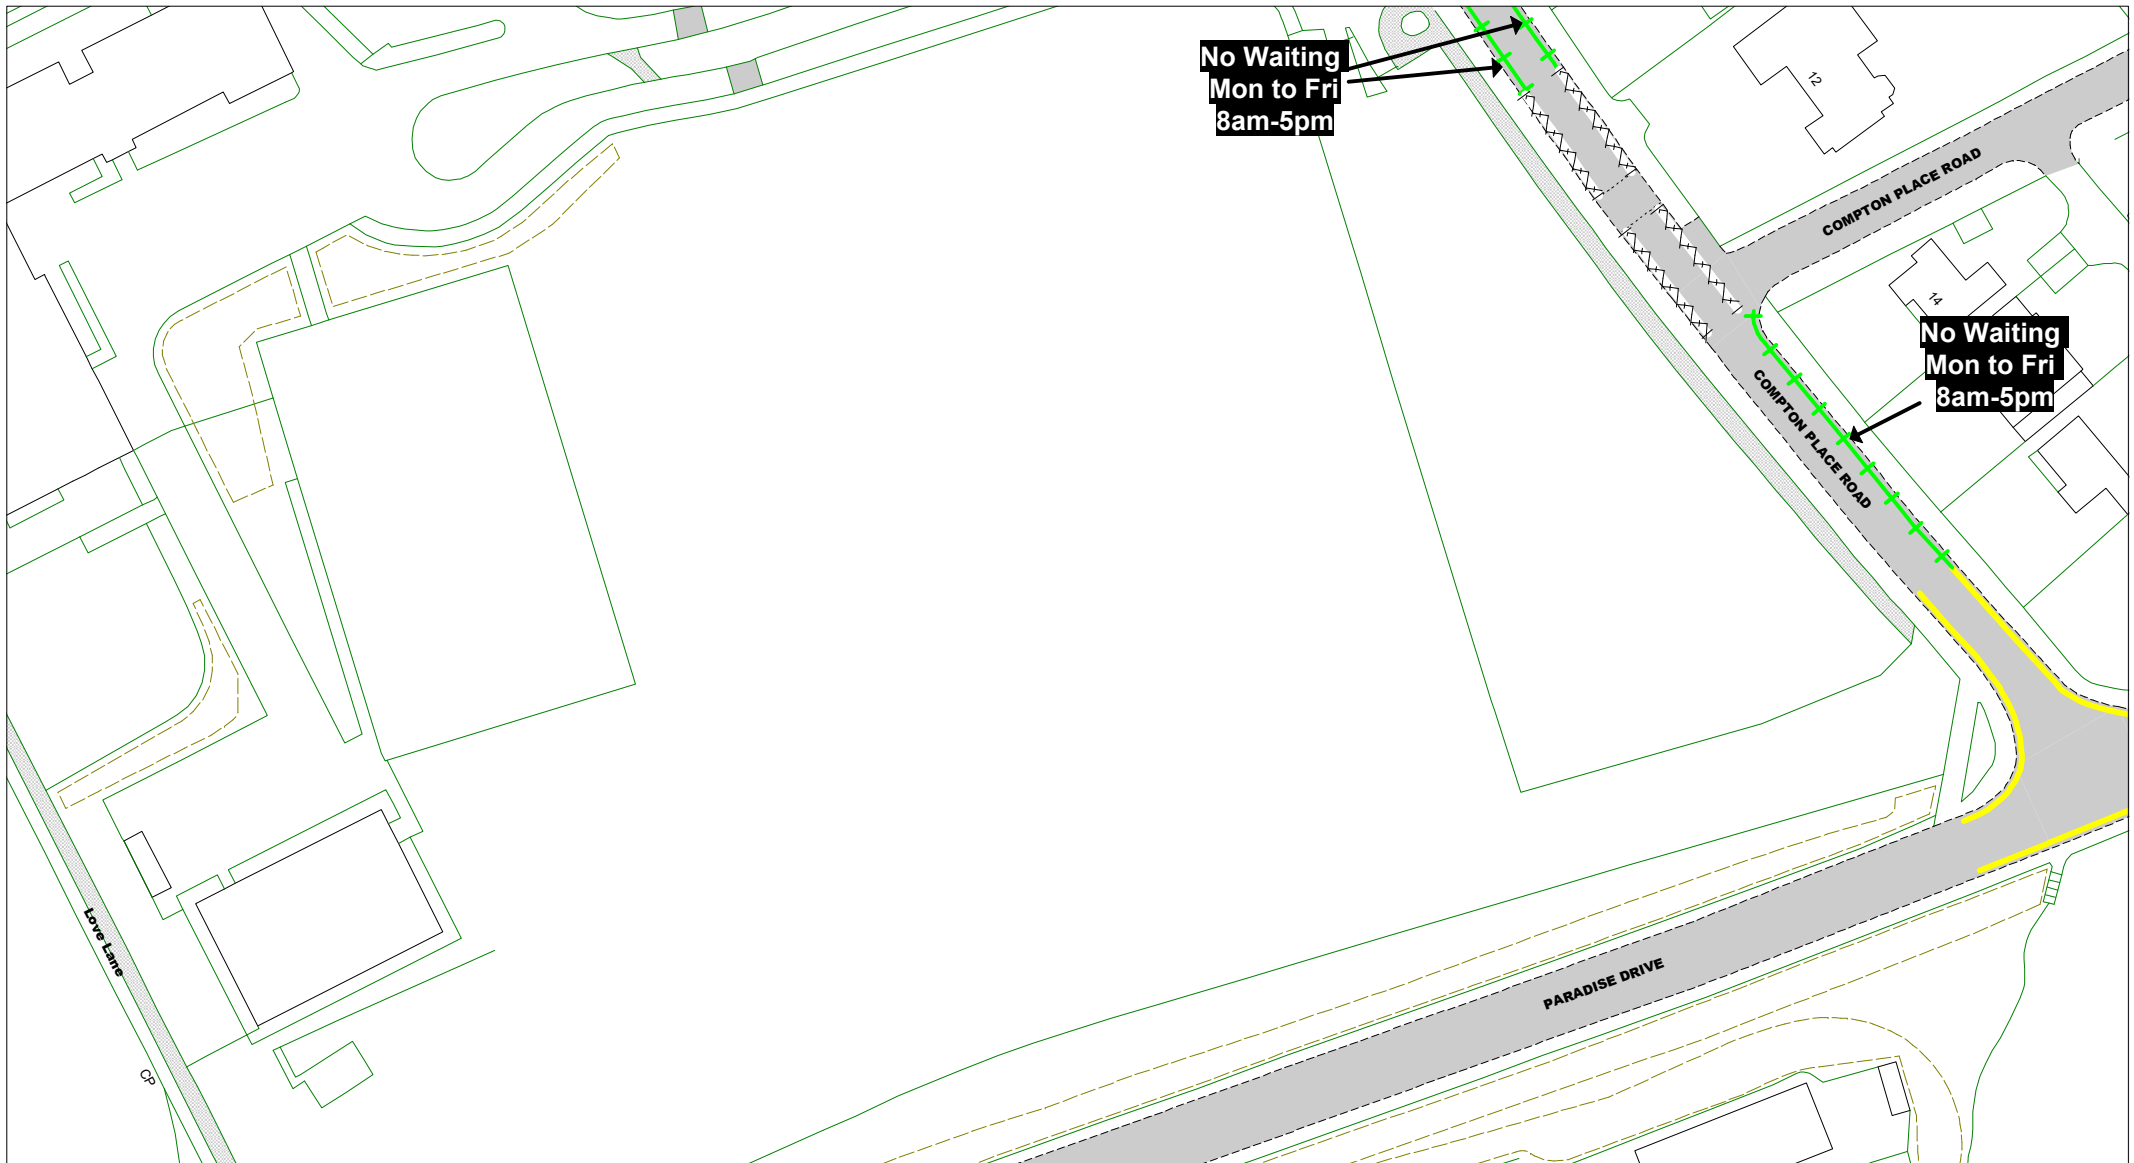 No Waiting
Mon to Fri
8am-5pm
12
COMPTON PLACE ROAD
14
No Waiting
Mon to Fri
8am-5pm
COMPTON PLACE ROAD
Love Lane
PARADISE DRIVE
CP